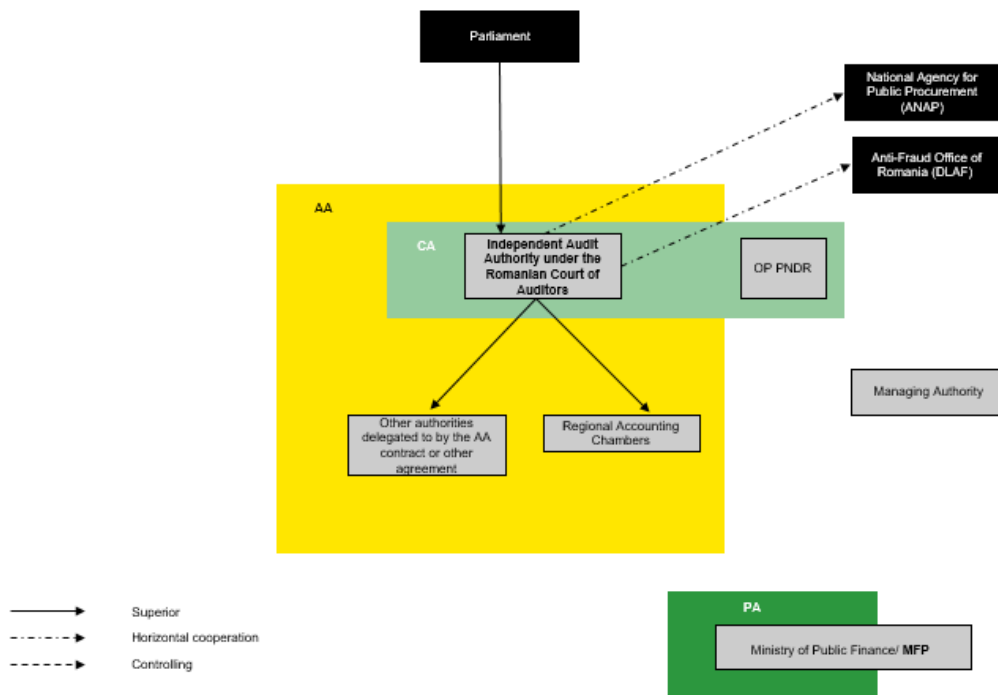 Parliament
National Agency for
Public Procurement
(ANAP)
Anti-Fraud Office of
Romania (DLAF)
AA
CA
Independent Audit
Authority under the
Romanian Court of
Auditors
OP PNDR
Managing Authority
Other authorities
delegated to by the AA
contract or other
agreement
Regional Accounting
Chambers
Superior
Horizontal cooperation
Controlling
PA
Ministry of Public Finance/ MFP